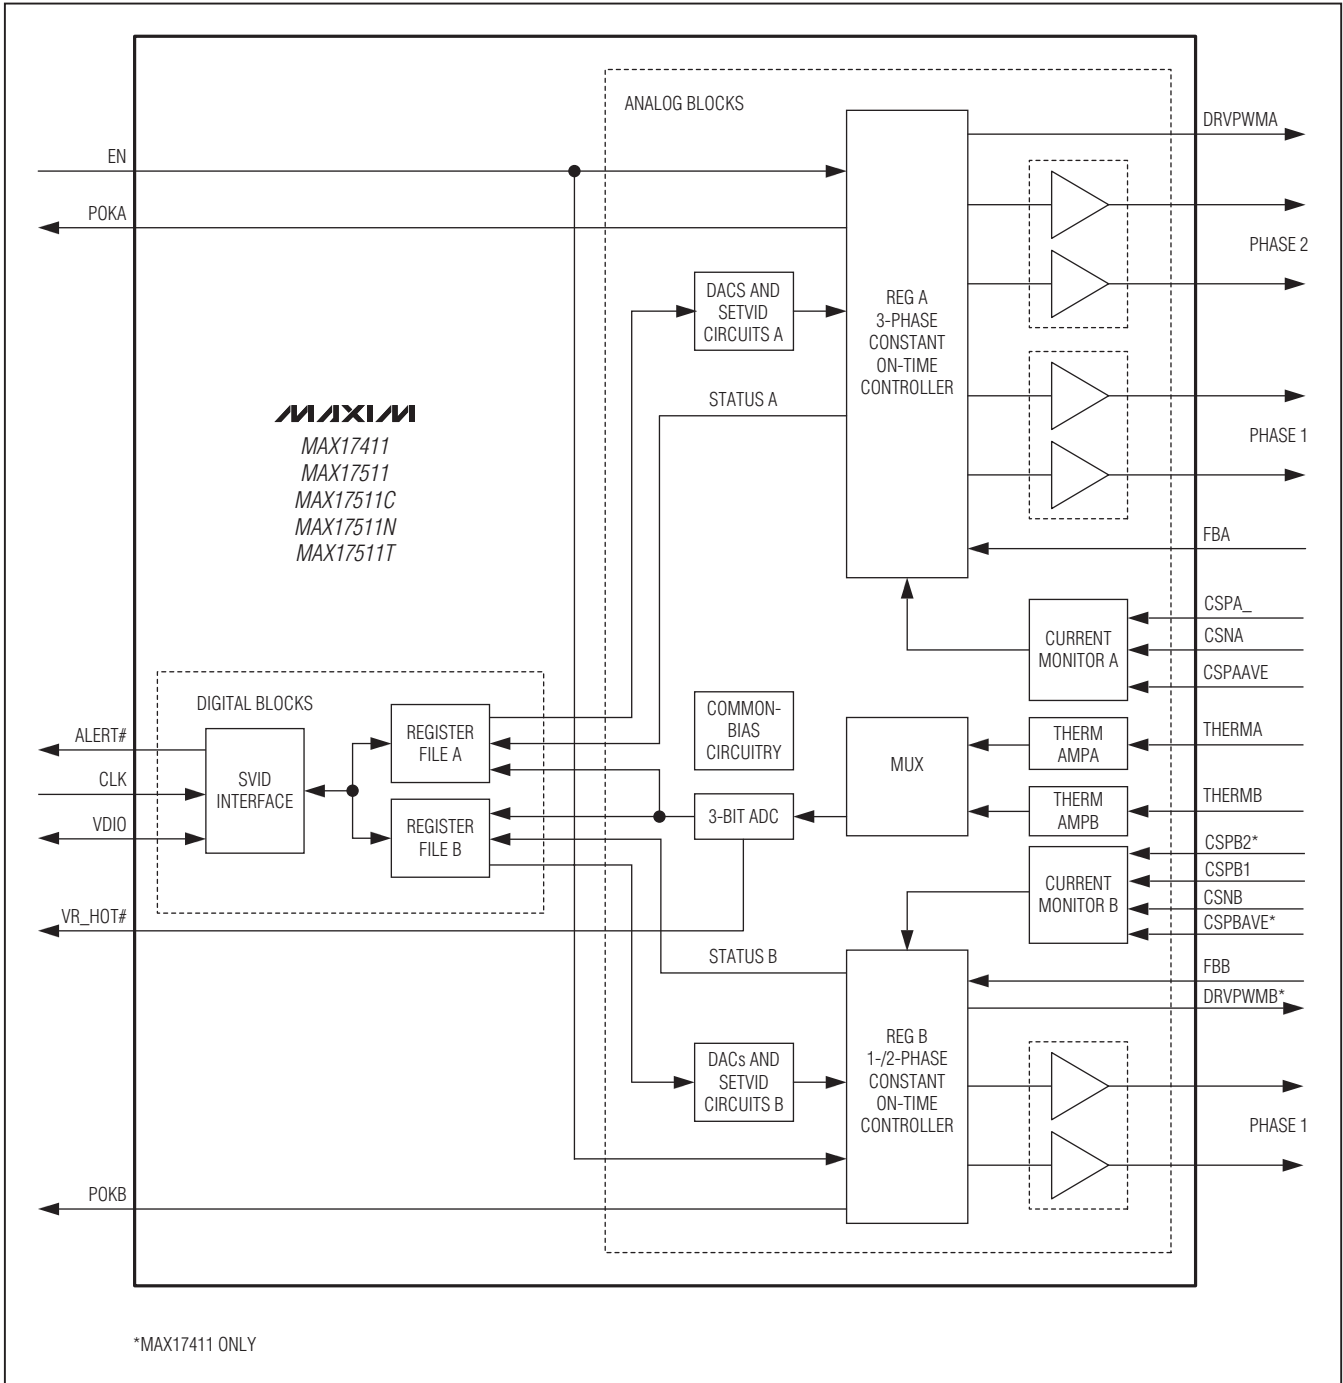 ANALOG BLOCKS
DRVPWMA
EN
POKA
PHASE 2
DACS AND
SETVID
CIRCUITS A
REG A
3-PHASE
CONSTANT
ON-TIME
CONTROLLER
STATUS A
PHASE 1
MAXIM
MAX17411
MAX17511
MAX17511C
MAX17511N
MAX17511T
FBA
CURRENT
MONITOR A
CSPA_
CSNA
CSPAAVE
DIGITAL BLOCKS
ALERT#
CLK
VDIO
SVID
INTERFACE
REGISTER
FILE A
REGISTER
FILE B
COMMON-
BIAS
CIRCUITRY
3-BIT ADC
MUX
THERM
AMPA
THERM
AMPB
THERMA
THERMB
CURRENT
MONITOR B
CSPB2*
CSPB1
CSNB
CSPBAVE*
VR_HOT#
STATUS B
FBB
DRVPWMB*
DACs AND
SETVID
CIRCUITS B
REG B
1-/2-PHASE
CONSTANT
ON-TIME
CONTROLLER
PHASE 1
POKB
*MAX17411 ONLY